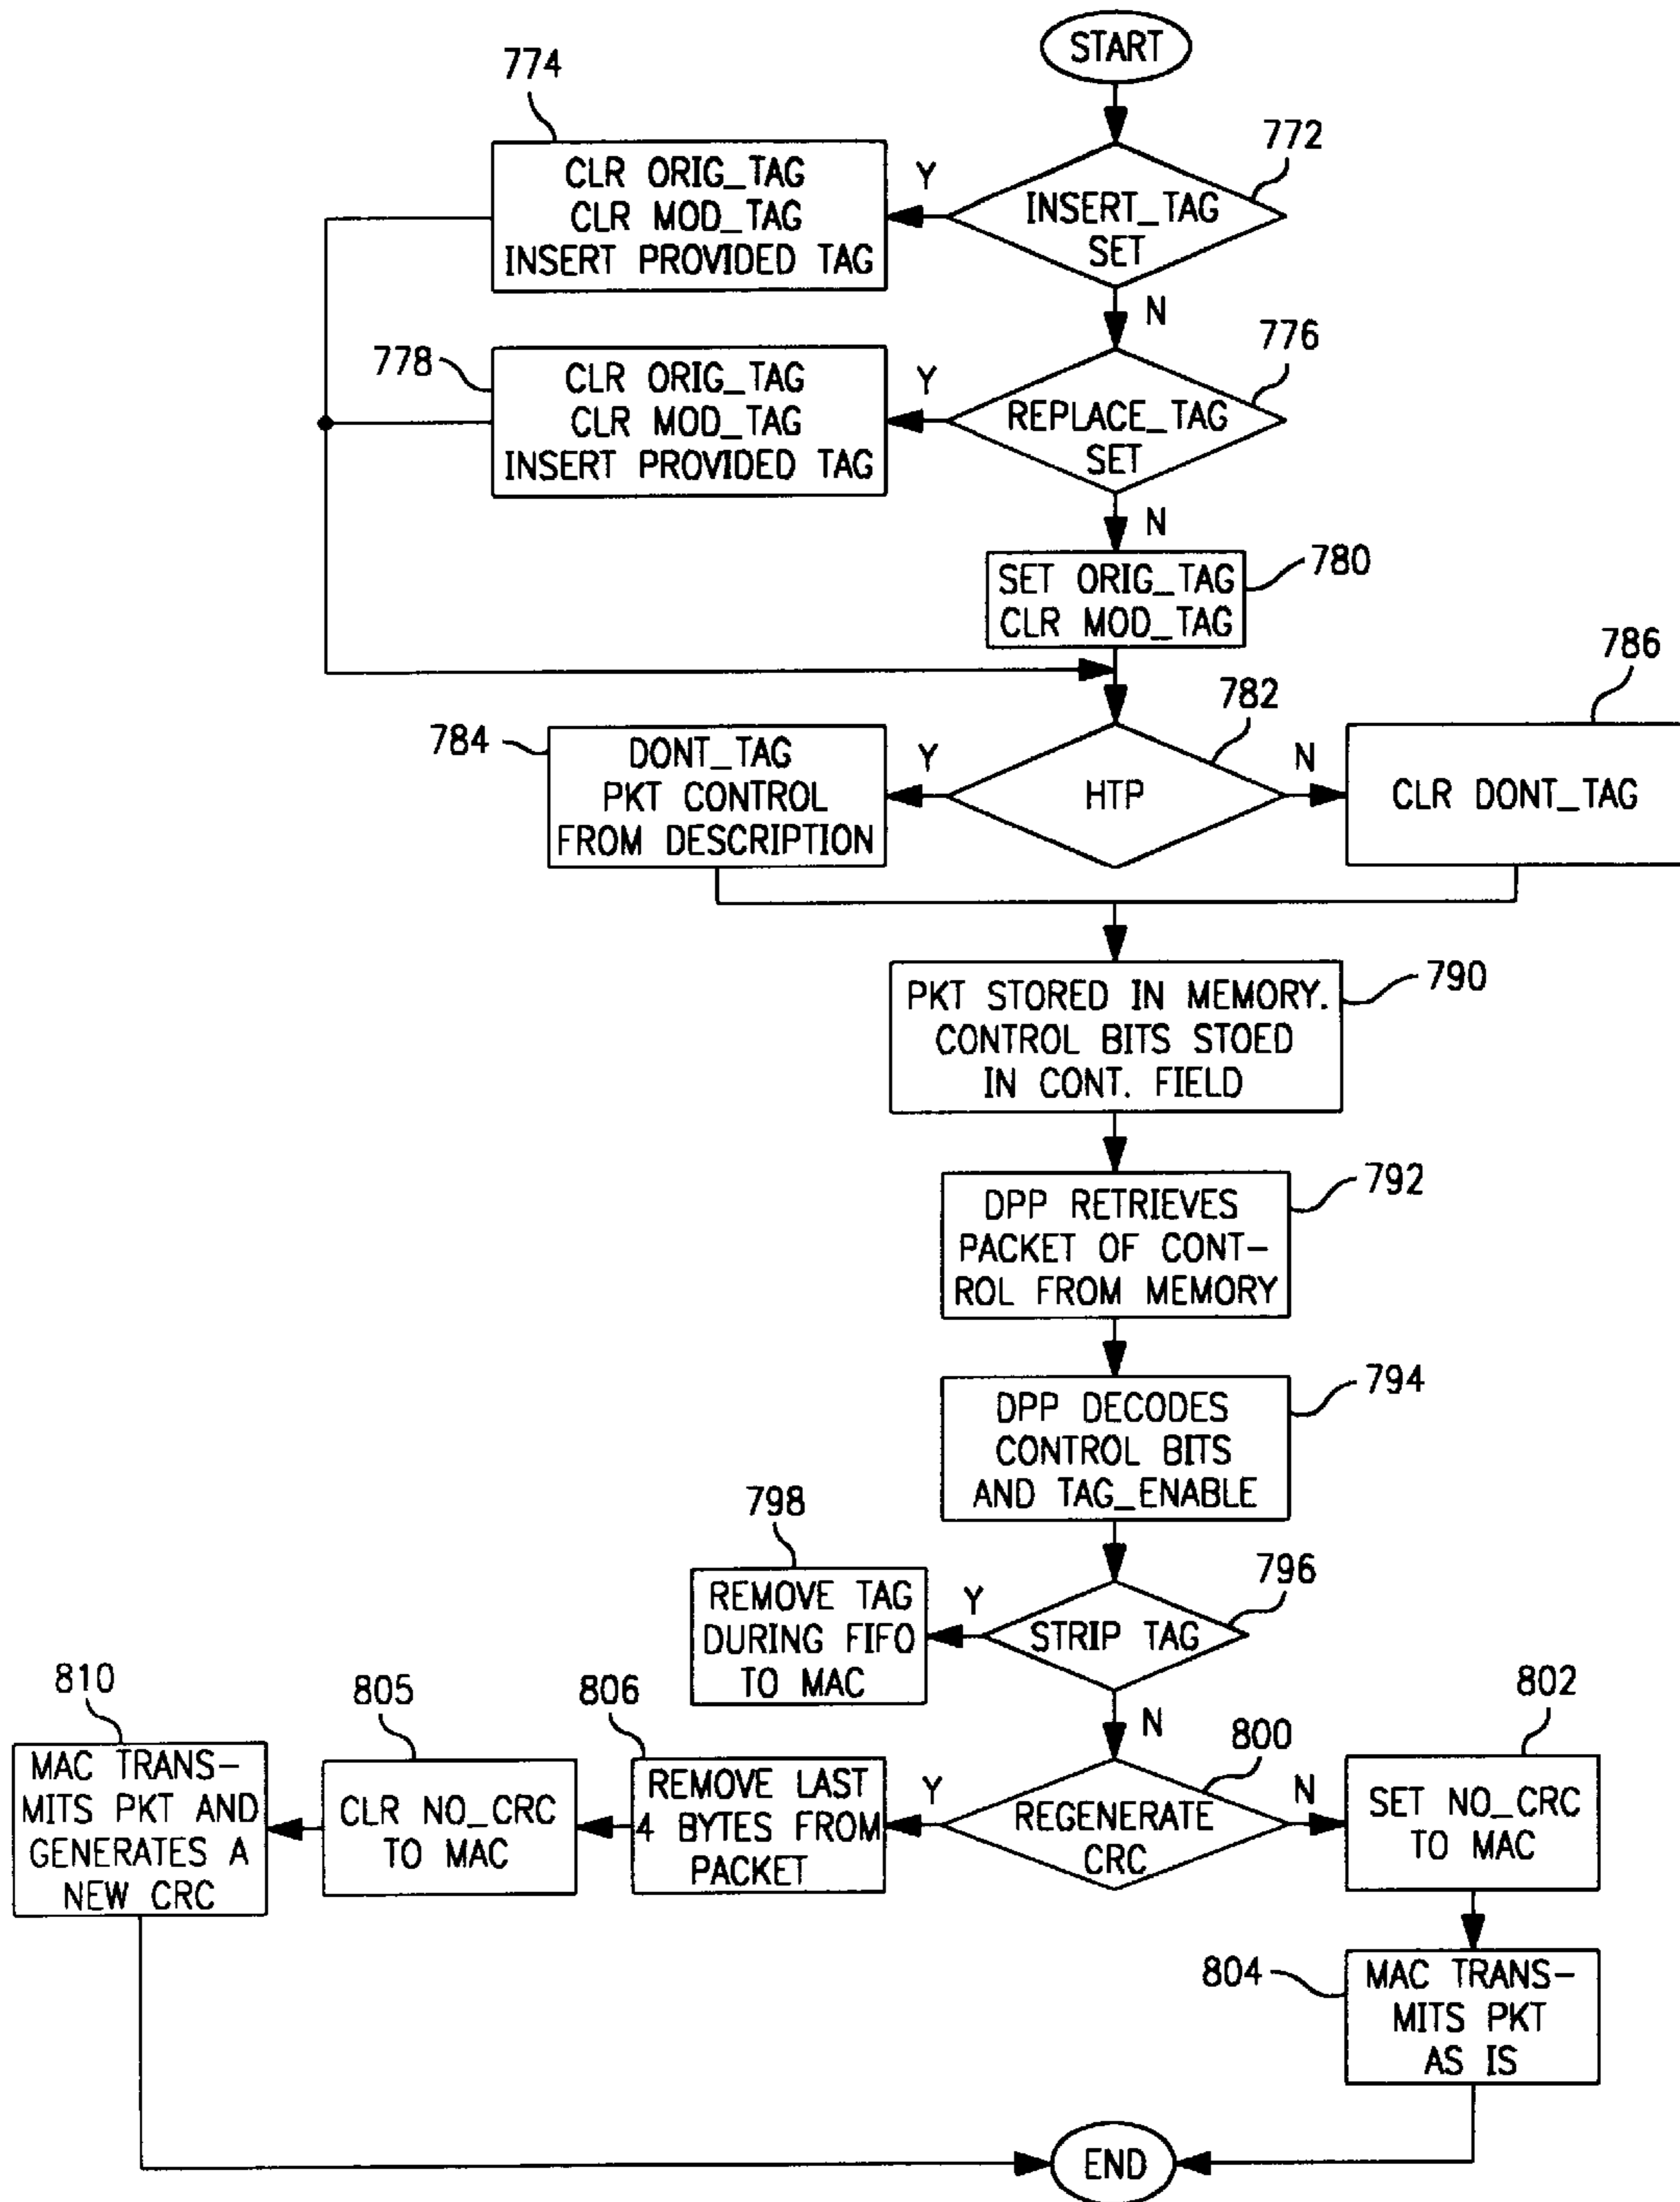 START
774
772
CLR ORIG_TAG
CLR MOD_TAG
INSERT PROVIDED TAG
Y
INSERT_TAG
SET
N
778
776
CLR ORIG_TAG
CLR MOD_TAG
INSERT PROVIDED TAG
Y
REPLACE_TAG
SET
N
780
SET ORIG_TAG
CLR MOD_TAG
786
782
784
DONT_TAG
PKT CONTROL
FROM DESCRIPTION
Y
HTP
N
CLR DONT_TAG
790
PKT STORED IN MEMORY.
CONTROL BITS STOED
IN CONT. FIELD
792
DPP RETRIEVES
PACKET OF CONT-
ROL FROM MEMORY
794
DPP DECODES
CONTROL BITS
AND TAG_ENABLE
798
796
REMOVE TAG
DURING FIFO
TO MAC
Y
STRIP TAG
N
810
805
806
800
802
MAC TRANS-
MITS PKT AND
GENERATES A
NEW CRC
CLR NO_CRC
TO MAC
REMOVE LAST
4 BYTES FROM
PACKET
Y
REGENERATE
CRC
N
SET NO_CRC
TO MAC
804
MAC TRANS-
MITS PKT
AS IS
END